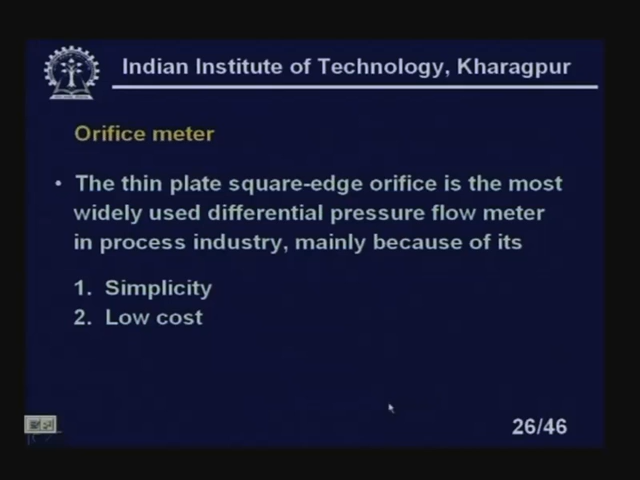 Indian Institute of Technology, Kharagpur
Orifice meter
• The thin plate square-edge orifice is the most
widely used differential pressure flow meter
in process industry, mainly because of its
1. Simplicity
2. Low cost
26/46